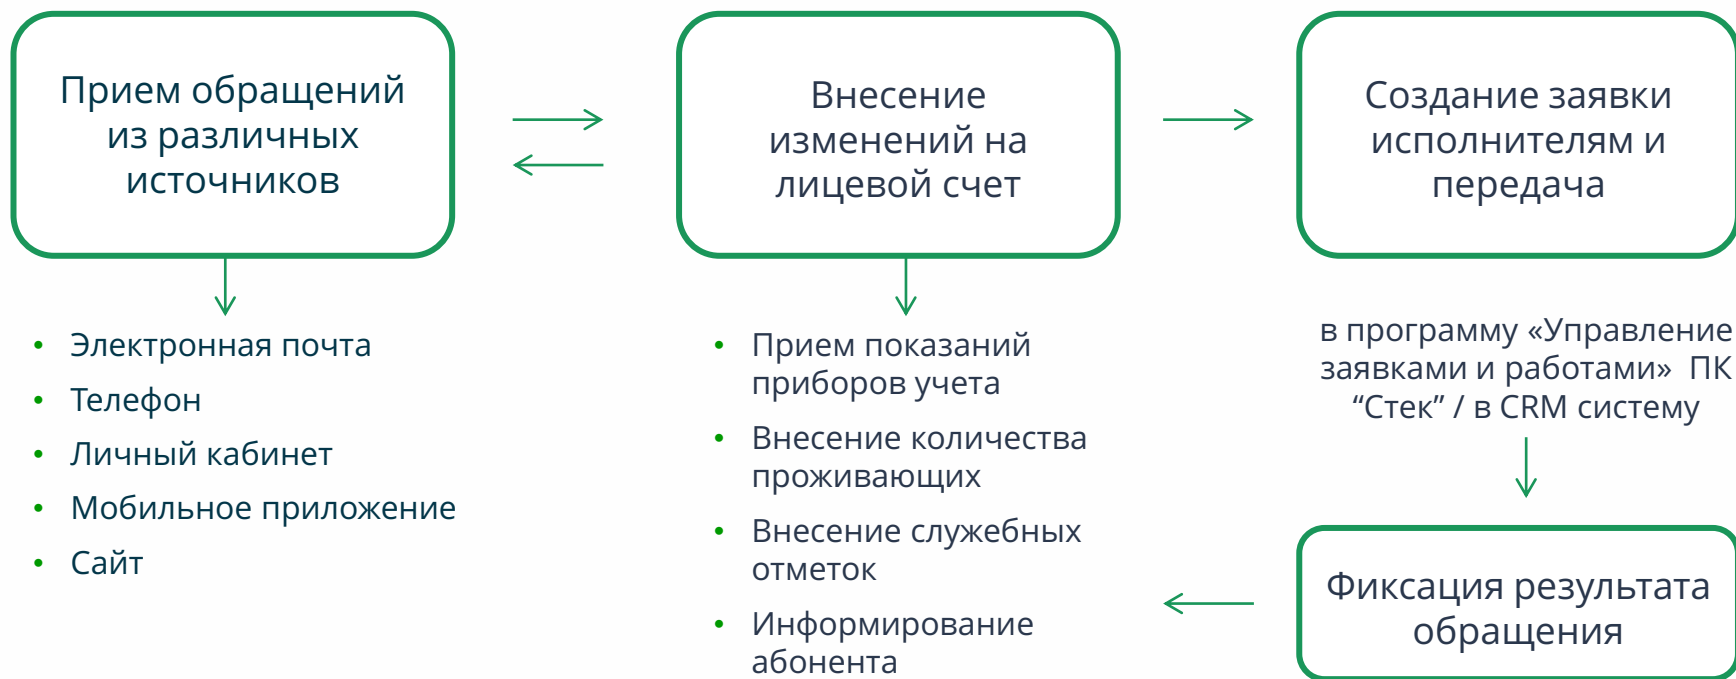 Прием обращений
из различных
источников
• Электронная почта
• Телефон
• Личный кабинет
• Мобильное приложение
• Сайт
Внесение
изменений на
лицевой счет
• Прием показаний
приборов учета
• Внесение количества
проживающих
• Внесение служебных
отметок
• Информирование
абонента
Создание заявки
исполнителям и
передача
в программу «Управление
заявками и работами» ПК
“Стек” / в CRM систему
Фиксация результата
обращения